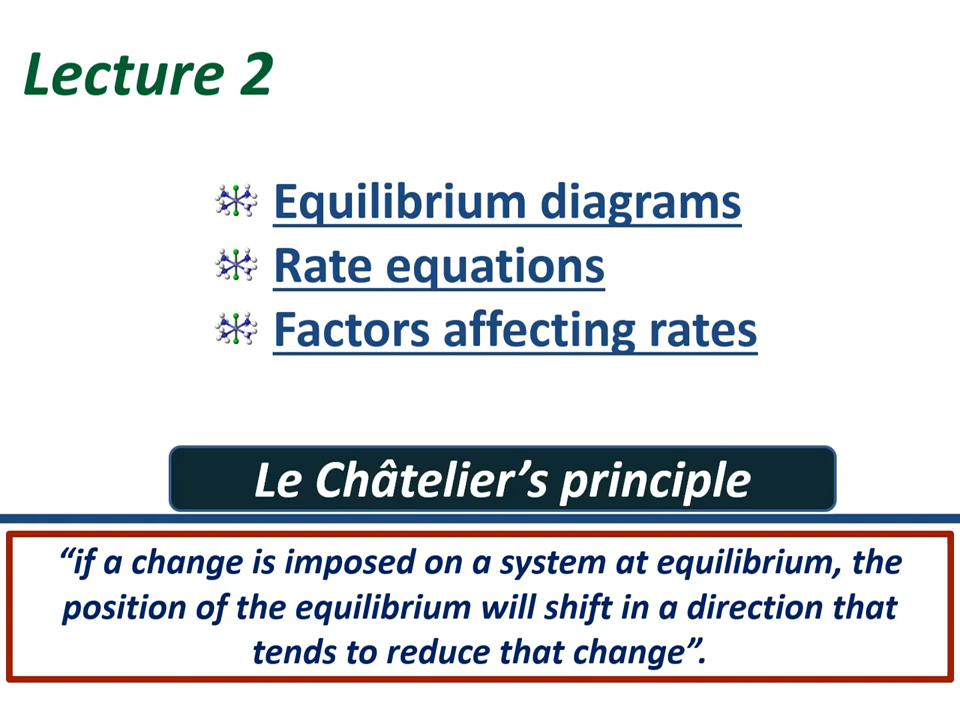 Lecture 2
Equilibrium diagrams
Rate equations
Factors affecting rates
Le Châtelier’s principle
“if a change is imposed on a system at equilibrium, the
position of the equilibrium will shift in a direction that
tends to reduce that change”.